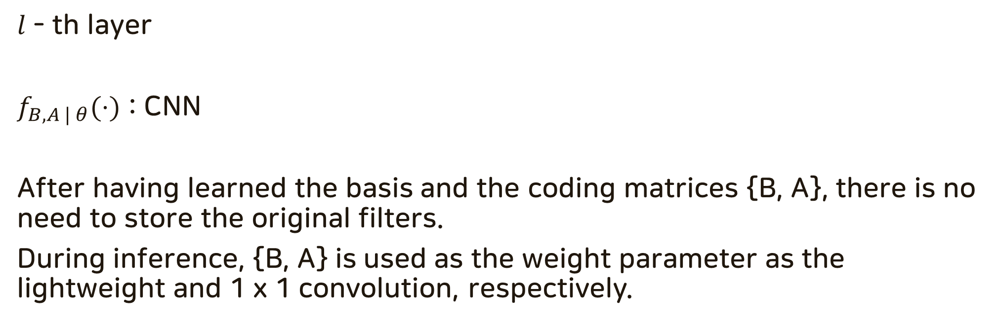 l - th layer
f_{B,A | θ}(·) : CNN
After having learned the basis and the coding matrices {B, A}, there is no
need to store the original filters.
During inference, {B, A} is used as the weight parameter as the
lightweight and 1 x 1 convolution, respectively.